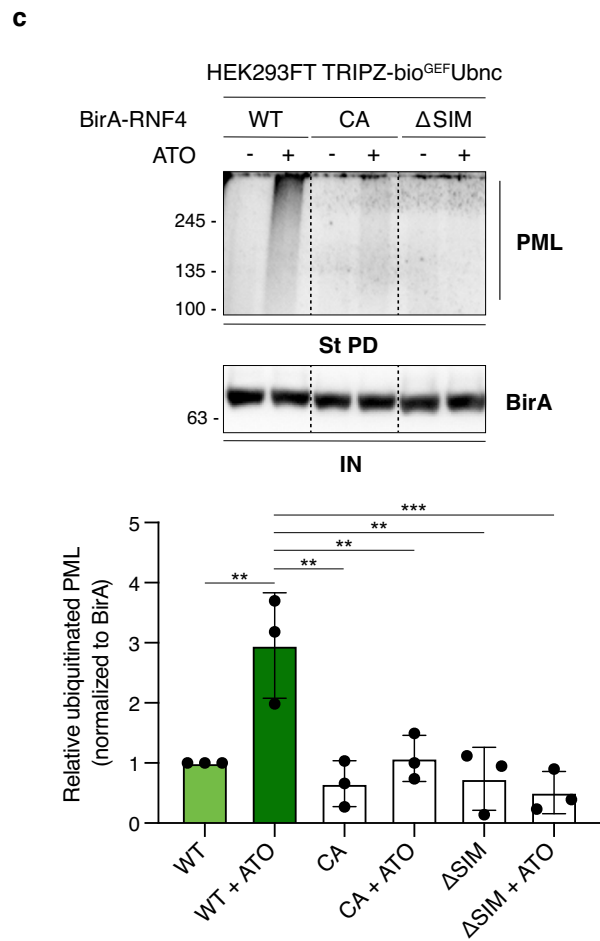 c
HEK293FT TRIPZ-bioGEFUbnc
BirA-RNF4 WT CA ΔSIM
ATO - + - + - +
245 -
135 -
100 -
PML
St PD
63 -
BirA
IN
***
**
**
**
**
Relative ubiquitinated PML
(normalized to BirA)
5
4
3
2
1
0
WT
WT + ATO
CA
CA + ATO
ΔSIM
ΔSIM + ATO